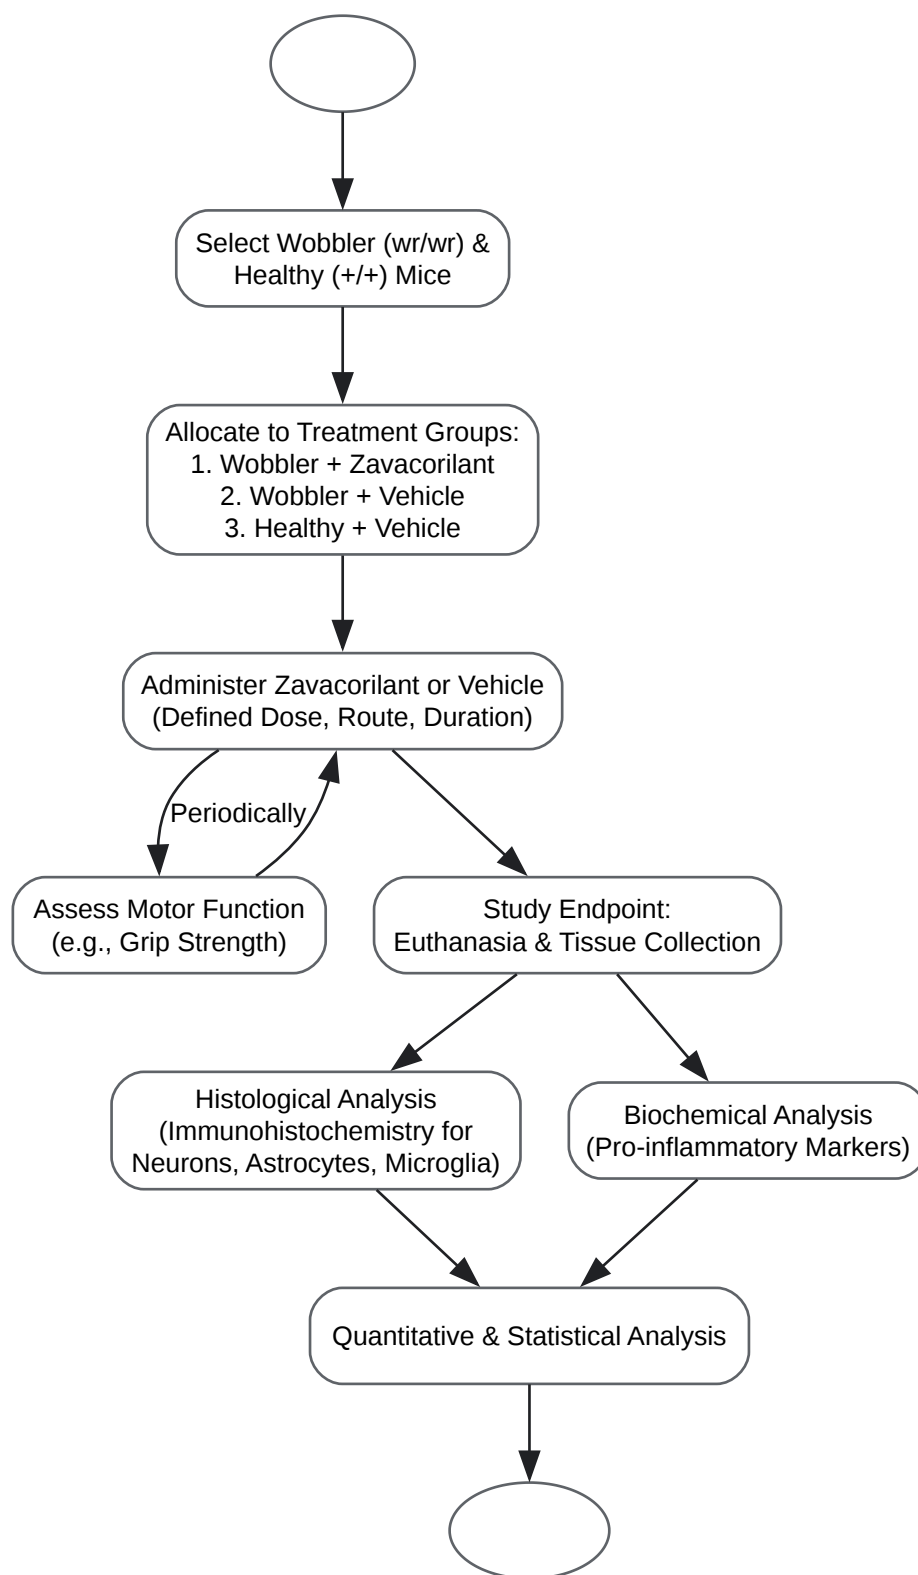 Select Wobbler (wr/wr) &
Healthy (+/+) Mice
Allocate to Treatment Groups:
1. Wobbler + Zavacorilant
2. Wobbler + Vehicle
3. Healthy + Vehicle
Administer Zavacorilant or Vehicle
(Defined Dose, Route, Duration)
Periodically
Assess Motor Function
(e.g., Grip Strength)
Study Endpoint:
Euthanasia & Tissue Collection
Histological Analysis
(Immunohistochemistry for
Neurons, Astrocytes, Microglia)
Biochemical Analysis
(Pro-inflammatory Markers)
Quantitative & Statistical Analysis